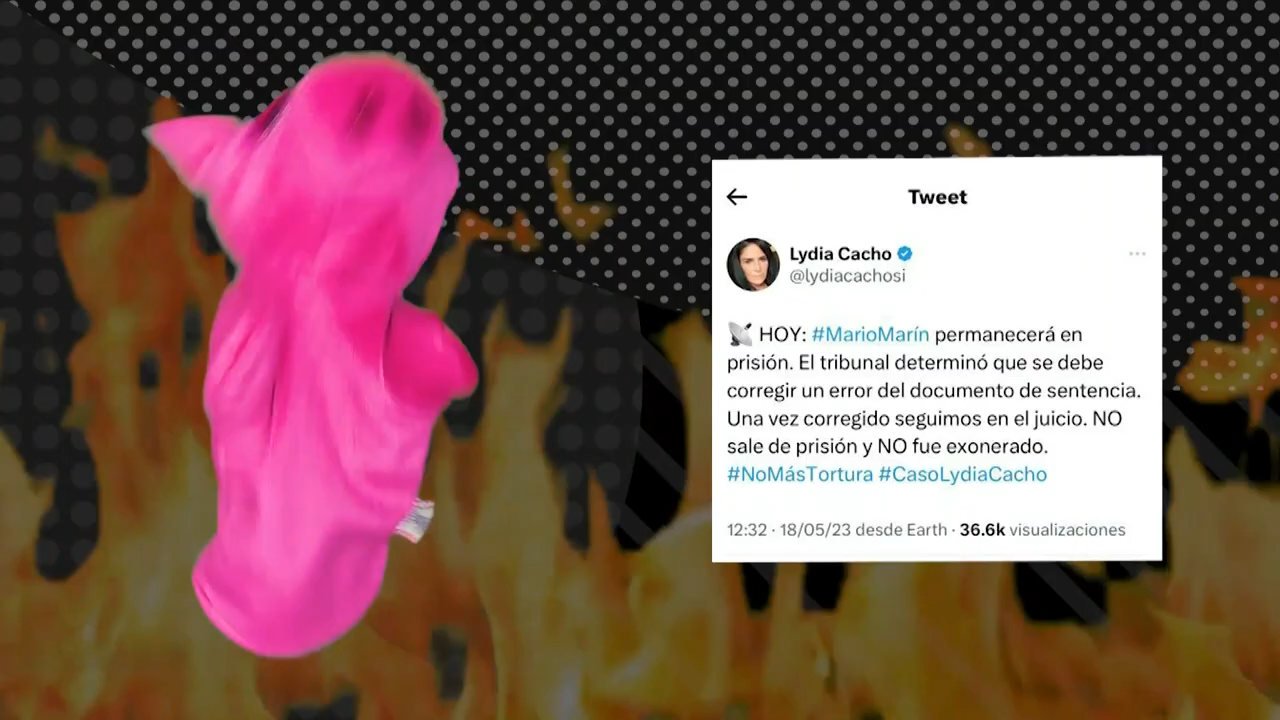 Tweet
Lydia Cacho
@lydiacachosi
HOY: #MarioMarín permanecerá en
prisión. El tribunal determinó que se debe
corregir un error del documento de sentencia.
Una vez corregido seguimos en el juicio. NO
sale de prisión y NO fue exonerado.
#NoMásTortura #CasoLydiaCacho
12:32 · 18/05/23 desde Earth · 36.6k visualizaciones